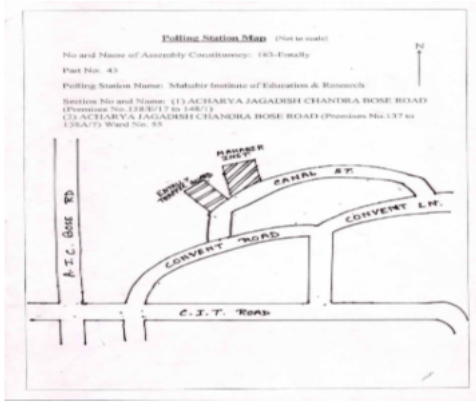 Polling Station Map (Not to scale)
N
No and Name of Assembly Constituency: 163-Entally
Part No: 43
Polling Station Name: Mahabir Institute of Education & Research
Section No and Name: (1) ACHARYA JAGADISH CHANDRA BOSE ROAD
(Premises No.138/E/17 to 148/1)
(2) ACHARYA JAGADISH CHANDRA BOSE ROAD (Premises No.137 to
138A/7) Ward No. 55
MAHABIR
INST
TRAFFIC GUARD
CANAL ST.
CONVENT LN.
CONVENT ROAD
A.J.C. BOSE RD
C.I.T. ROAD